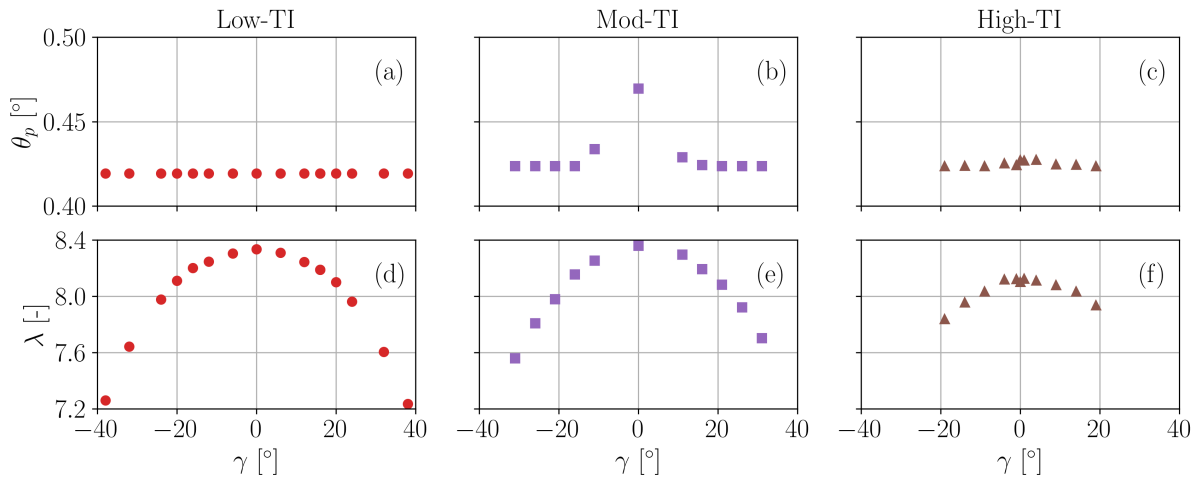 Low-TI Mod-TI High-TI
0.50
(a) (b) (c)
θp [°]
0.45
0.40
8.4
(d) (e) (f)
8.0
λ [-]
7.6
7.2
−40 −20 0 20 40 −40 −20 0 20 40 −40 −20 0 20 40
γ [°] γ [°] γ [°]